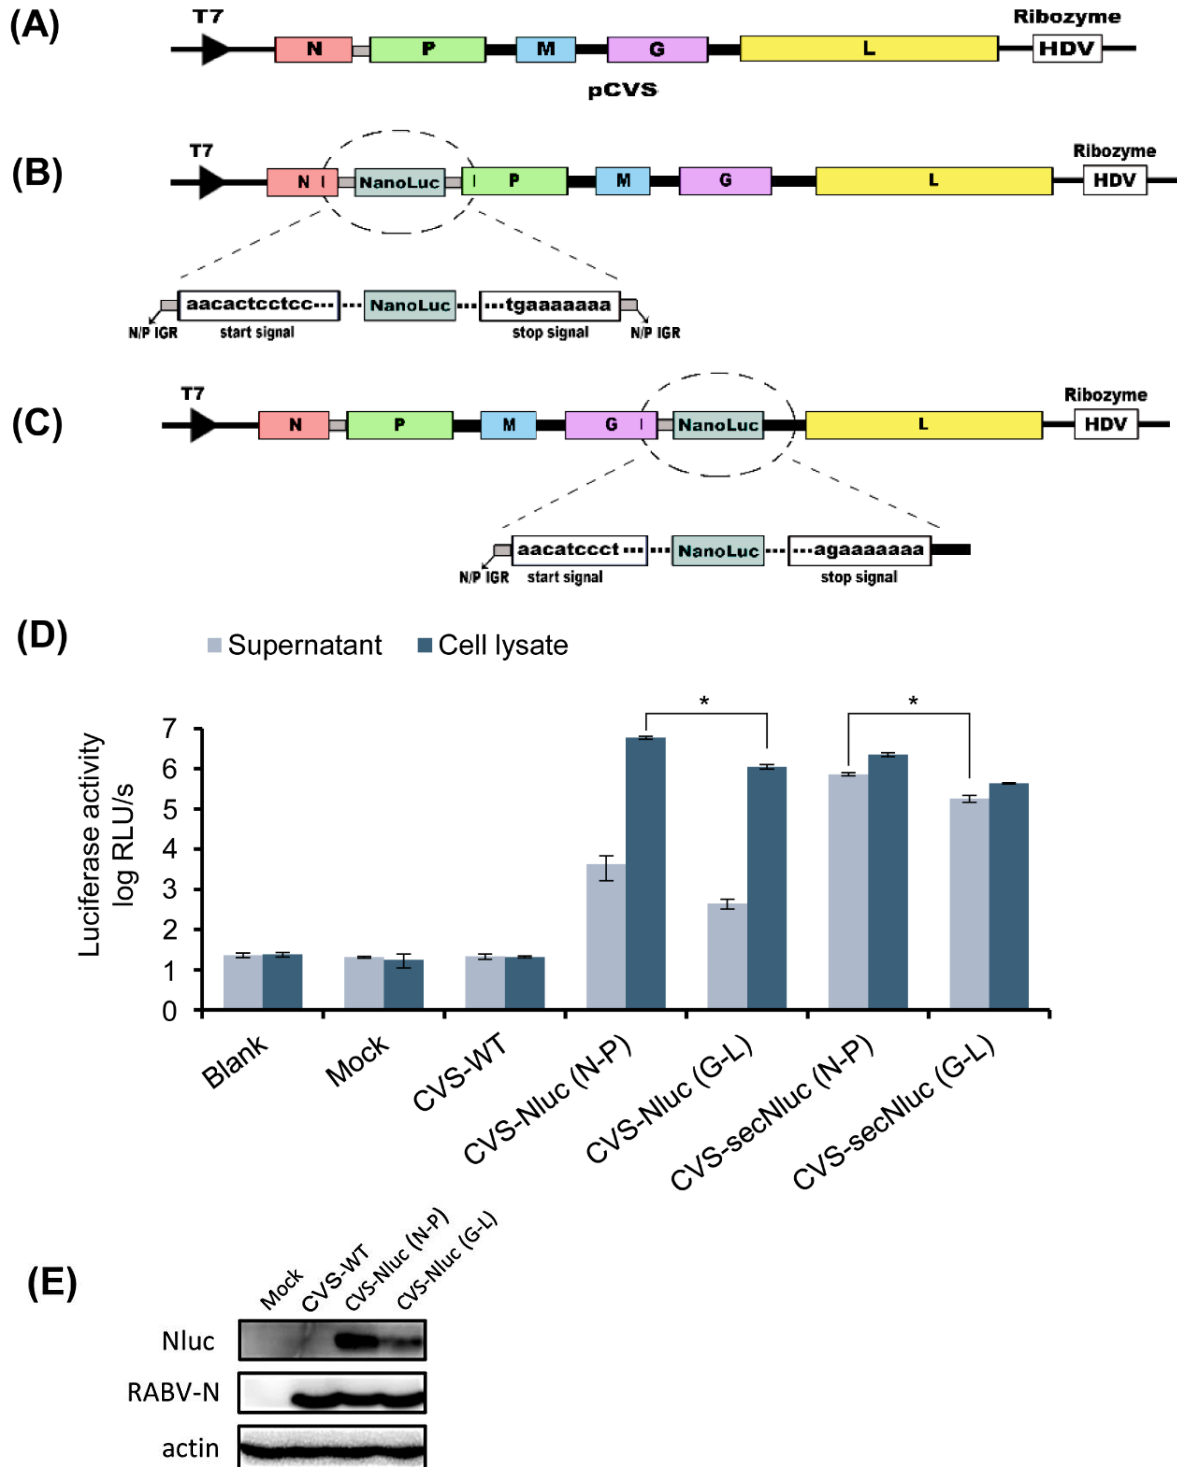 (A)
T7
Ribozyme
N P M G L HDV
pCVS
(B)
T7
Ribozyme
N I NanoLuc I P M G L HDV
aacactcctcc NanoLuc tgaaaaaaa
N/P IGR start signal stop signal N/P IGR
(C)
T7
Ribozyme
N P M G I NanoLuc L HDV
aacatccct NanoLuc agaaaaaaa
N/P IGR start signal stop signal
(D)
Supernatant Cell lysate
Luciferase activity
log RLU/s
7
6
5
4
3
2
1
0
* *
Blank
Mock
CVS-WT
CVS-Nluc (N-P)
CVS-Nluc (G-L)
CVS-secNluc (N-P)
CVS-secNluc (G-L)
(E)
Mock
CVS-WT
CVS-Nluc (N-P)
CVS-Nluc (G-L)
Nluc
RABV-N
actin